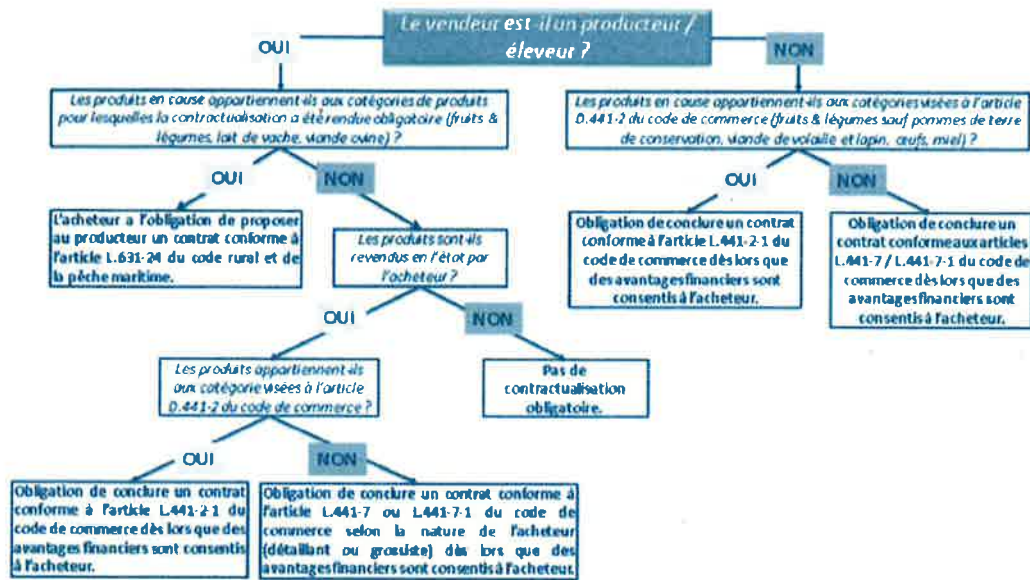 Le vendeur est-il un producteur /
éleveur ?
OUI
NON
Les produits en cause appartiennent-ils aux catégories de produits
pour lesquelles la contractualisation a été rendue obligatoire (fruits &
légumes, lait de vache, viande ovine) ?
Les produits en cause appartiennent-ils aux catégories visées à l'article
D.441-2 du code de commerce (fruits & légumes sauf pommes de terre
de conservation, viande de volaille et lapin, œufs, miel) ?
OUI
NON
OUI
NON
L'acheteur a l'obligation de proposer
au producteur un contrat conforme à
l'article L.631-24 du code rural et de
la pêche maritime.
Les produits sont-ils
revendus en l'état par
l'acheteur ?
Obligation de conclure un contrat
conforme à l'article L.441-2-1 du
code de commerce dès lors que
des avantages financiers sont
consentis à l'acheteur.
Obligation de conclure un
contrat conforme aux articles
L.441-7 / L.441-7-1 du code de
commerce dès lors que des
avantages financiers sont
consentis à l'acheteur.
OUI
NON
Les produits appartiennent-ils
aux catégorie visées à l'article
D.441-2 du code de commerce ?
Pas de
contractualisation
obligatoire.
OUI
NON
Obligation de conclure un contrat
conforme à l'article L.441-2-1 du
code de commerce dès lors que des
avantages financiers sont consentis
à l'acheteur.
Obligation de conclure un contrat conforme à
l'article L.441-7 ou L.441-7-1 du code de
commerce selon la nature de l'acheteur
(détaillant ou grossiste) dès lors que des
avantages financiers sont consentis à l'acheteur.